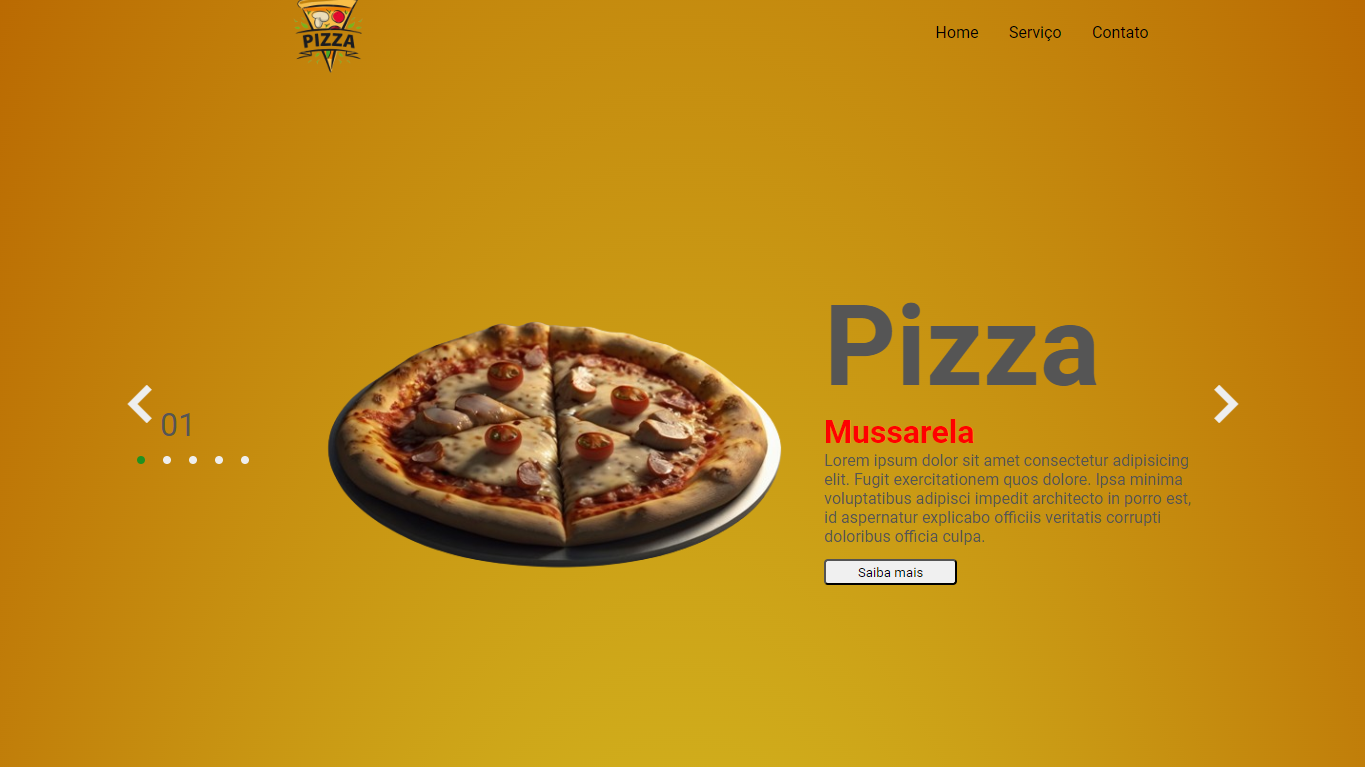 PIZZA
Home
Serviço
Contato
Pizza
01
Mussarela
Lorem ipsum dolor sit amet consectetur adipisicing
elit. Fugit exercitationem quos dolore. Ipsa minima
voluptatibus adipisci impedit architecto in porro est,
id aspernatur explicabo officiis veritatis corrupti
doloribus officia culpa.
Saiba mais